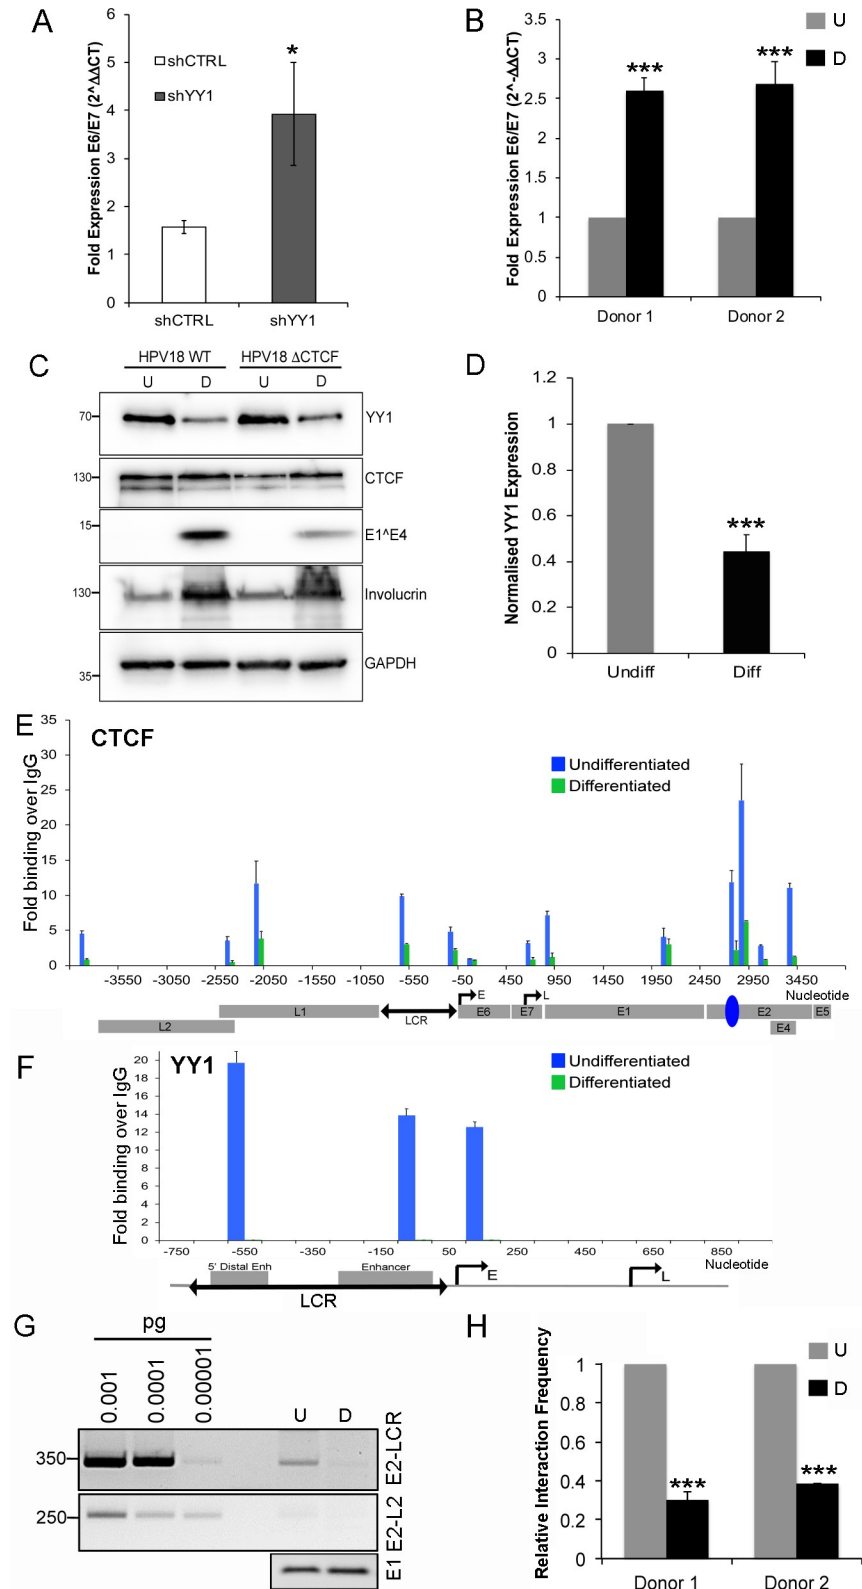 A
Fold Expression E6/E7 (2^ΔΔCT)
6
5
4
3
2
1
0
shCTRL
shYY1
*
shCTRL
shYY1
B
Fold Expression E6/E7 (2^-ΔΔCT)
3.5
3
2.5
2
1.5
1
0.5
0
U
D
***
***
Donor 1
Donor 2
C
HPV18 WT
HPV18 ΔCTCF
U
D
U
D
70
YY1
130
CTCF
15
E1^E4
130
Involucrin
GAPDH
35
D
Normalised YY1 Expression
1.2
1
0.8
0.6
0.4
0.2
0
***
Undiff
Diff
E
CTCF
Fold binding over IgG
35
30
25
20
15
10
5
0
Undifferentiated
Differentiated
-3550 -3050 -2550 -2050 -1550 -1050 -550 -50 450 950 1450 1950 2450 2950 3450
Nucleotide
E
L
L1
LCR
E6
E7
E1
E2
E5
L2
E4
F
YY1
Fold binding over IgG
20
18
16
14
12
10
8
6
4
2
0
Undifferentiated
Differentiated
-750 -550 -350 -150 50 250 450 650 850
Nucleotide
5' Distal Enh
Enhancer
E
L
LCR
G
pg
0.001
0.0001
0.00001
U
D
350
E2-LCR
250
E2-L2
E1
H
Relative Interaction Frequency
1
0.8
0.6
0.4
0.2
0
U
D
***
***
Donor 1
Donor 2